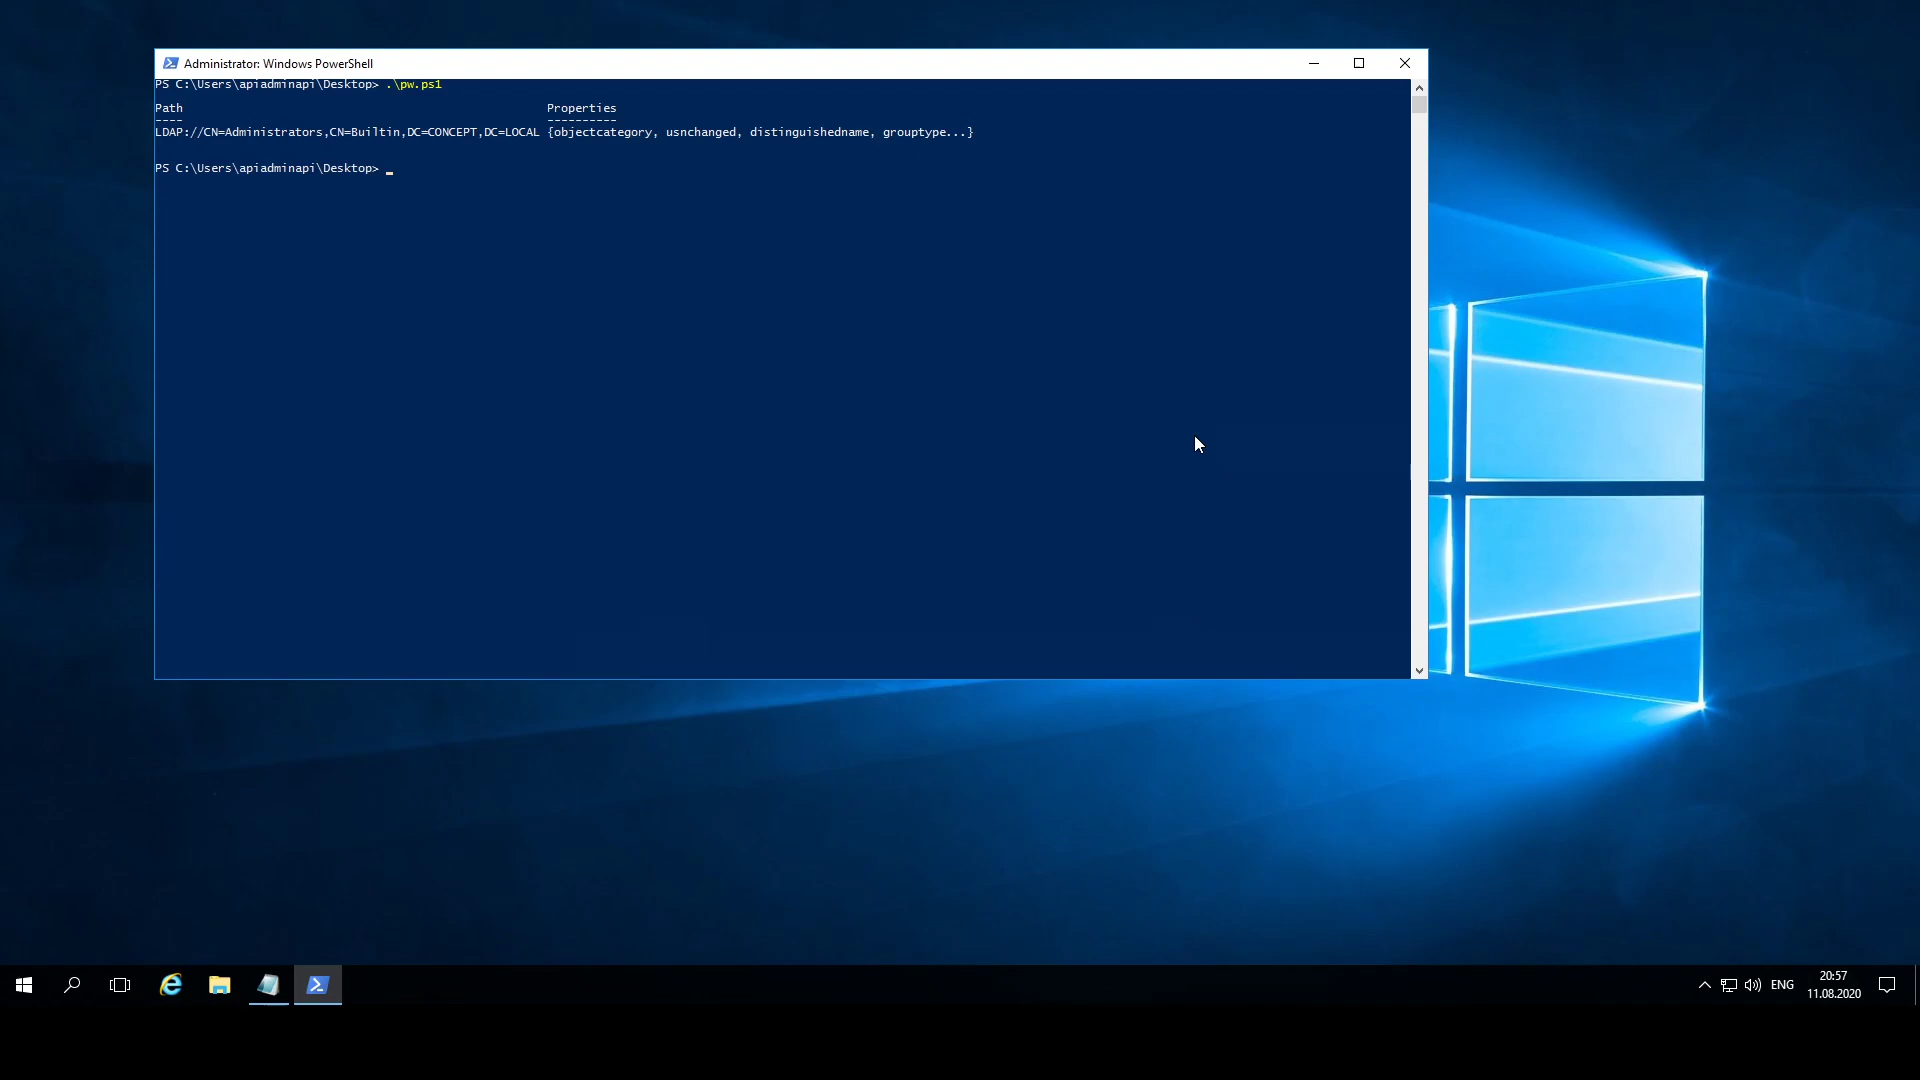 Administrator: Windows PowerShell
PS C:\Users\apiadminapi\Desktop> .\pw.ps1
Path Properties
---- ----------
LDAP://CN=Administrators,CN=Builtin,DC=CONCEPT,DC=LOCAL {objectcategory, usnchanged, distinguishedname, grouptype...}
PS C:\Users\apiadminapi\Desktop> _
ENG
20:57
11.08.2020